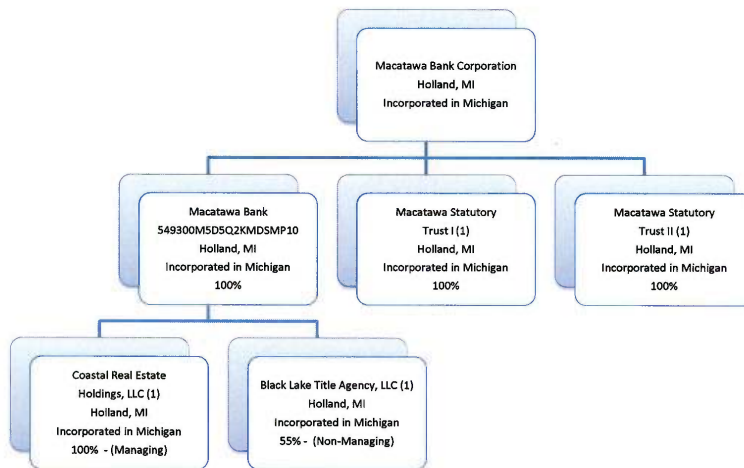 Macatawa Bank Corporation
Holland, MI
Incorporated in Michigan
Macatawa Bank
549300M5D5Q2KMDSMP10
Holland, MI
Incorporated in Michigan
100%
Macatawa Statutory
Trust I (1)
Holland, MI
Incorporated in Michigan
100%
Macatawa Statutory
Trust II (1)
Holland, MI
Incorporated in Michigan
100%
Coastal Real Estate
Holdings, LLC (1)
Holland, MI
Incorporated in Michigan
100% - (Managing)
Black Lake Title Agency, LLC (1)
Holland, MI
Incorporated in Michigan
55% - (Non-Managing)